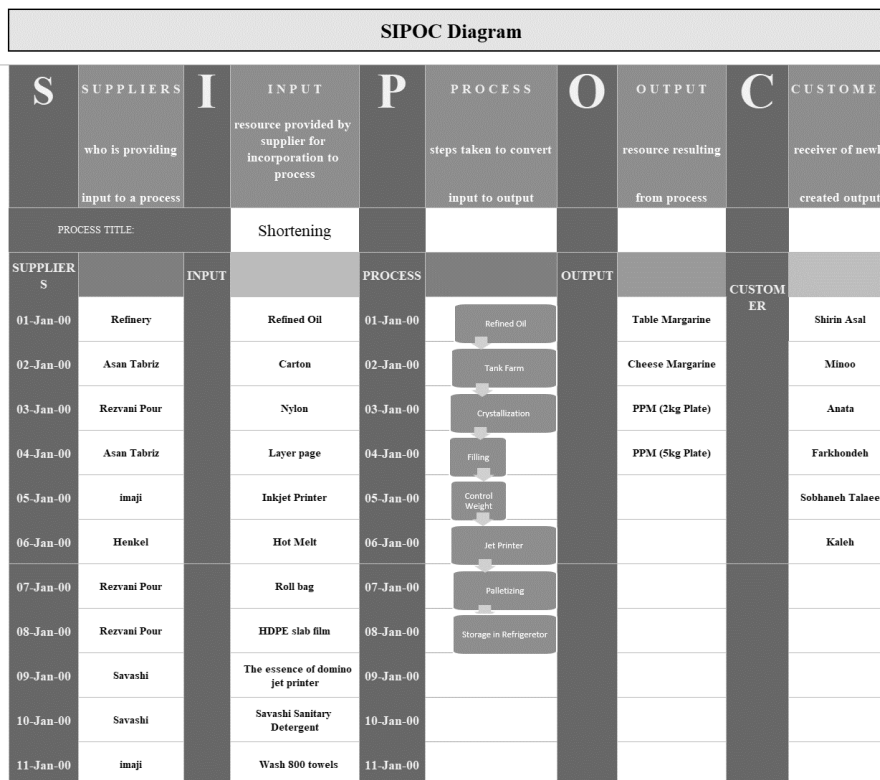 SIPOC Diagram
S SUPPLIERS I INPUT P PROCESS O OUTPUT C CUSTOME
who is providing
input to a process
resource provided by
supplier for
incorporation to
process
steps taken to convert
input to output
resource resulting
from process
receiver of newl
created output
PROCESS TITLE: Shortening
SUPPLIER
S
INPUT PROCESS OUTPUT
CUSTOM
ER
01-Jan-00 Refinery Refined Oil 01-Jan-00 Refined Oil Table Margarine Shirin Asal
02-Jan-00 Asan Tabriz Carton 02-Jan-00 Tank Farm Cheese Margarine Minoo
03-Jan-00 Rezvani Pour Nylon 03-Jan-00 Crystallization PPM (2kg Plate) Anata
04-Jan-00 Asan Tabriz Layer page 04-Jan-00 Filling PPM (5kg Plate) Farkhondeh
05-Jan-00 imaji Inkjet Printer 05-Jan-00 Control
Weight
Sobhaneh Talaee
06-Jan-00 Henkel Hot Melt 06-Jan-00 Jet Printer Kaleh
07-Jan-00 Rezvani Pour Roll bag 07-Jan-00 Palletizing
08-Jan-00 Rezvani Pour HDPE slab film 08-Jan-00 Storage in Refrigeretor
09-Jan-00 Savashi The essence of domino
jet printer
09-Jan-00
10-Jan-00 Savashi Savashi Sanitary
Detergent
10-Jan-00
11-Jan-00 imaji Wash 800 towels 11-Jan-00